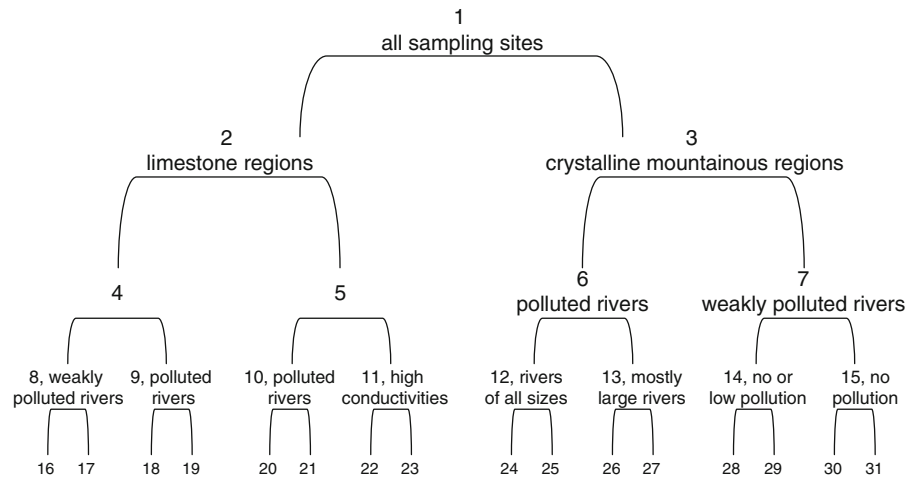 1
all sampling sites
2
limestone regions
3
crystalline mountainous regions
4
5
6
polluted rivers
7
weakly polluted rivers
8, weakly
polluted rivers
9, polluted
rivers
10, polluted
rivers
11, high
conductivities
12, rivers
of all sizes
13, mostly
large rivers
14, no or
low pollution
15, no
pollution
16 17 18 19 20 21 22 23 24 25 26 27 28 29 30 31